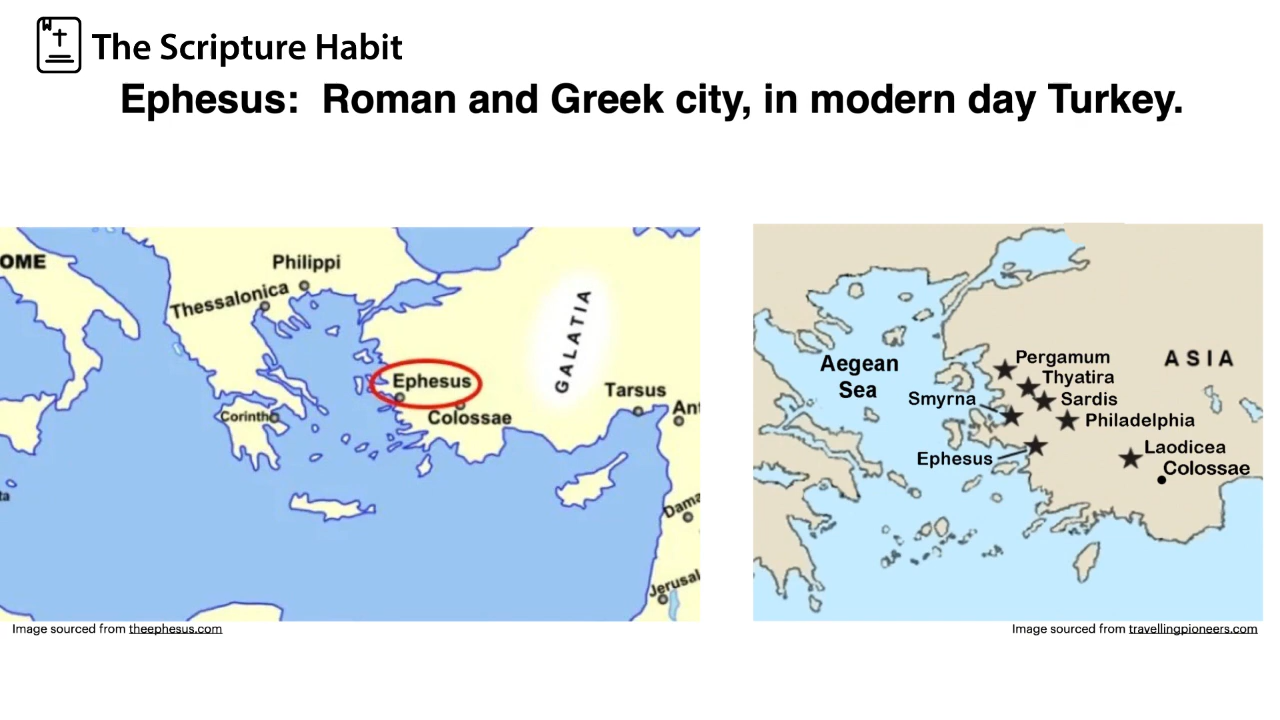 The Scripture Habit
Ephesus: Roman and Greek city, in modern day Turkey.
OME
Philippi
Thessalonica
GALATIA
Ephesus
Tarsus
Corinth
Colossae
An
Dama
Jerusal
ta
Image sourced from theephesus.com
Aegean
Sea
Pergamum
ASIA
Thyatira
Smyrna
Sardis
Philadelphia
Ephesus
Laodicea
Colossae
Image sourced from travellingpioneers.com